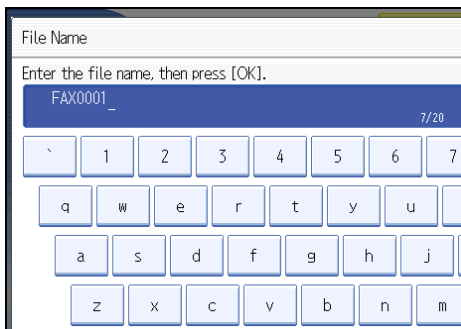 File Name
Enter the file name, then press [OK].
FAX0001_
7/20
` 1 2 3 4 5 6 7
q w e r t y u
a s d f g h j
z x c v b n m